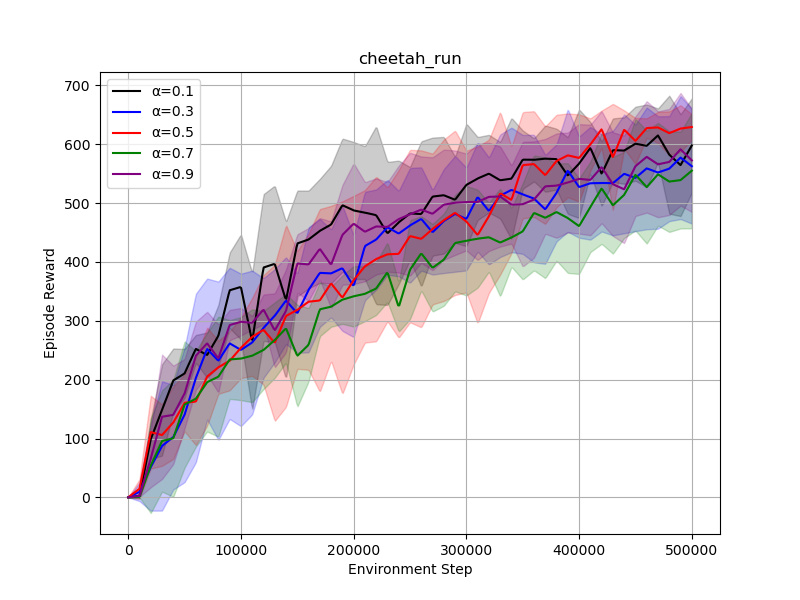 cheetah_run
700
600
500
400
300
200
100
0
Episode Reward
α=0.1
α=0.3
α=0.5
α=0.7
α=0.9
0 100000 200000 300000 400000 500000
Environment Step